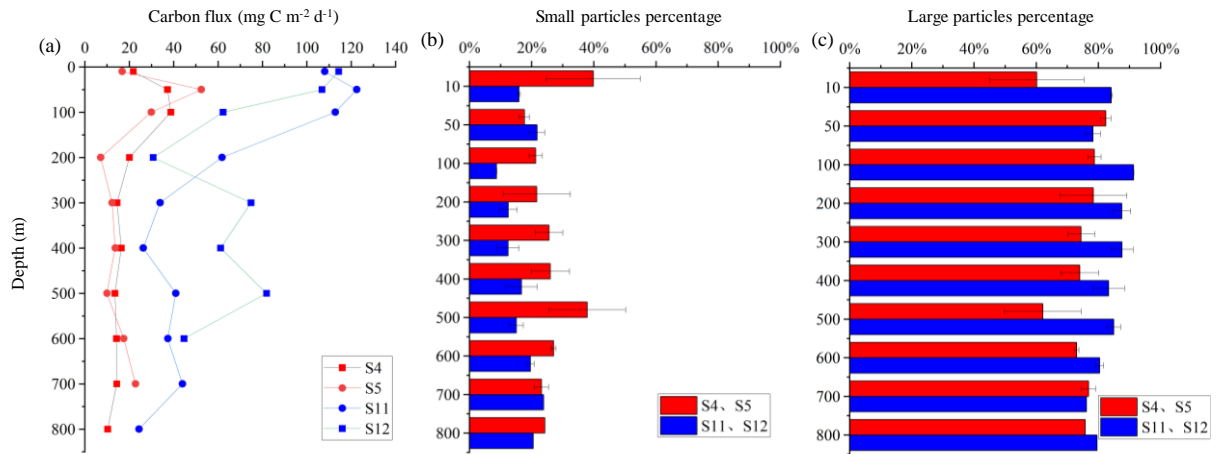 Carbon flux (mg C m⁻² d⁻¹)
(a)
0 20 40 60 80 100 120 140
0
100
200
300
400
500
600
700
800
Depth (m)
S4
S5
S11
S12
Small particles percentage
(b)
0% 20% 40% 60% 80% 100%
10
50
100
200
300
400
500
600
700
800
S4、S5
S11、S12
Large particles percentage
(c)
0% 20% 40% 60% 80% 100%
10
50
100
200
300
400
500
600
700
800
S4、S5
S11、S12